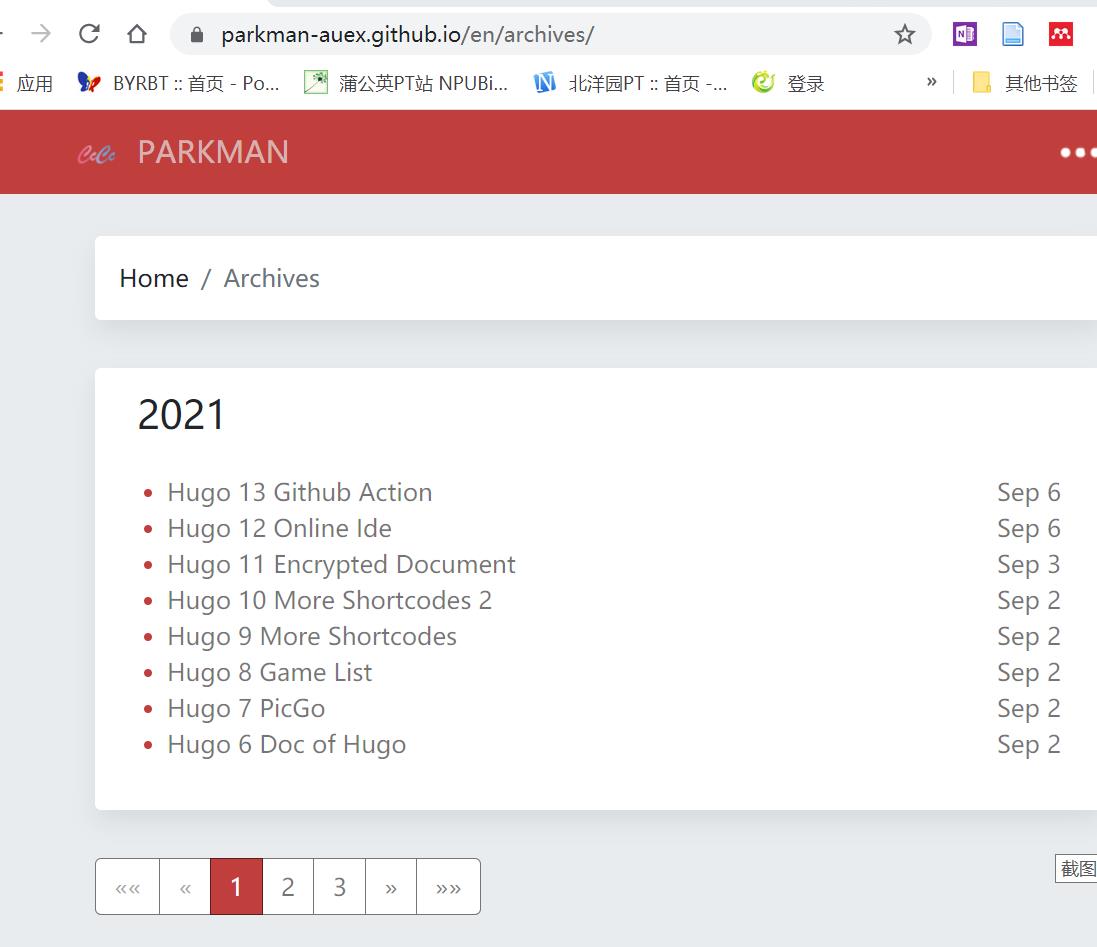 parkman-auex.github.io/en/archives/
应用 BYRBT :: 首页 - Po... 蒲公英PT站 NPUBi... 北洋园PT :: 首页 -... 登录 » 其他书签
CcCc PARKMAN
Home / Archives
2021
Hugo 13 Github Action Sep 6
Hugo 12 Online Ide Sep 6
Hugo 11 Encrypted Document Sep 3
Hugo 10 More Shortcodes 2 Sep 2
Hugo 9 More Shortcodes Sep 2
Hugo 8 Game List Sep 2
Hugo 7 PicGo Sep 2
Hugo 6 Doc of Hugo Sep 2
«« « 1 2 3 » »»
截图